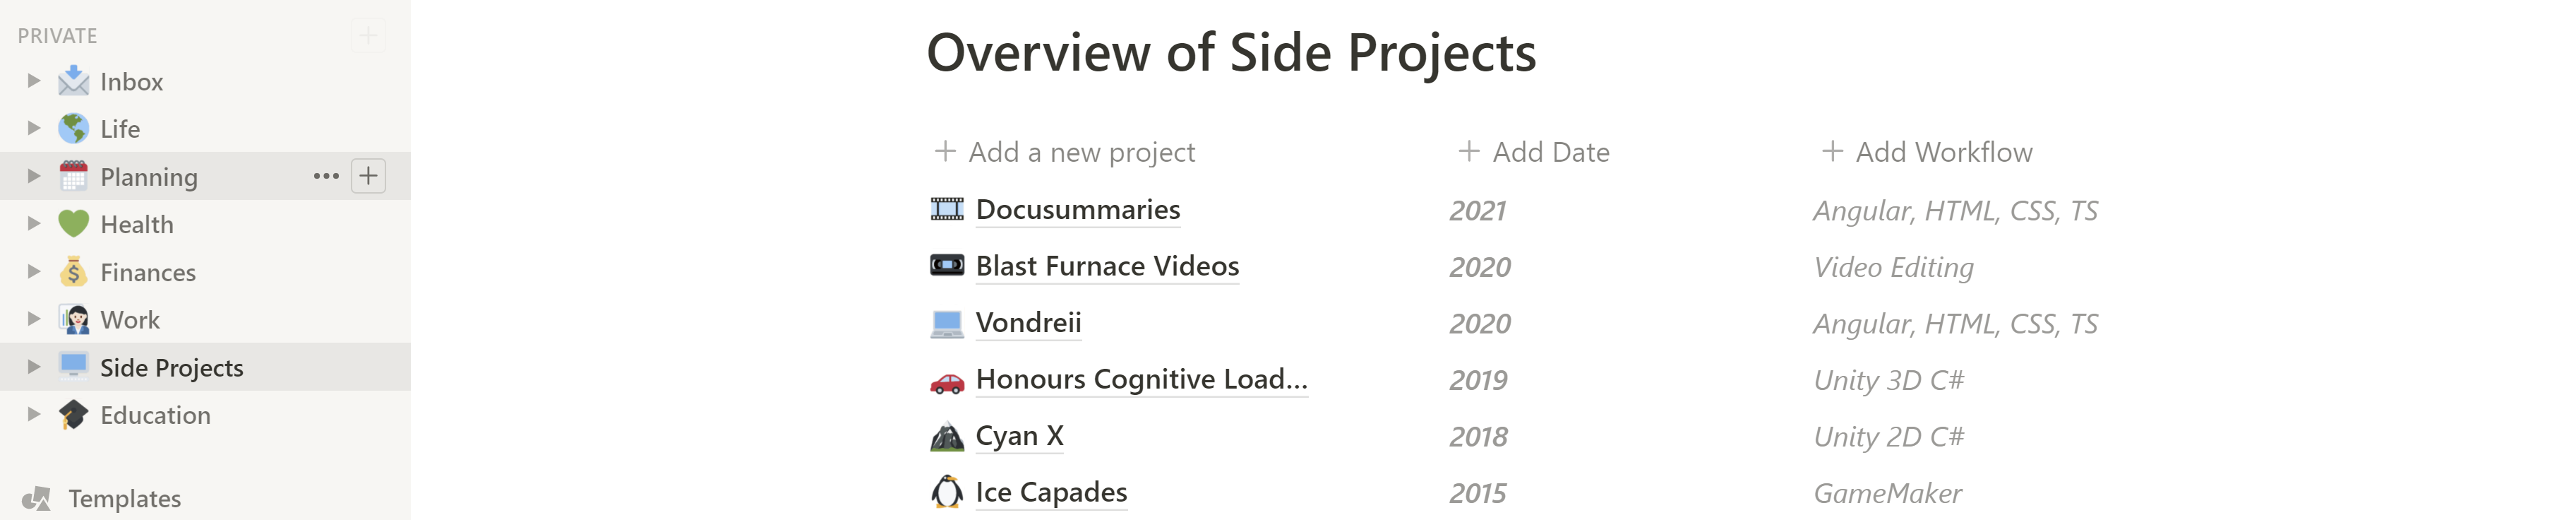 PRIVATE
Inbox
Life
Planning
Health
Finances
Work
Side Projects
Education
Templates
Overview of Side Projects
Add a new project Add Date Add Workflow
Docusummaries 2021 Angular, HTML, CSS, TS
Blast Furnace Videos 2020 Video Editing
Vondreii 2020 Angular, HTML, CSS, TS
Honours Cognitive Load... 2019 Unity 3D C#
Cyan X 2018 Unity 2D C#
Ice Capades 2015 GameMaker